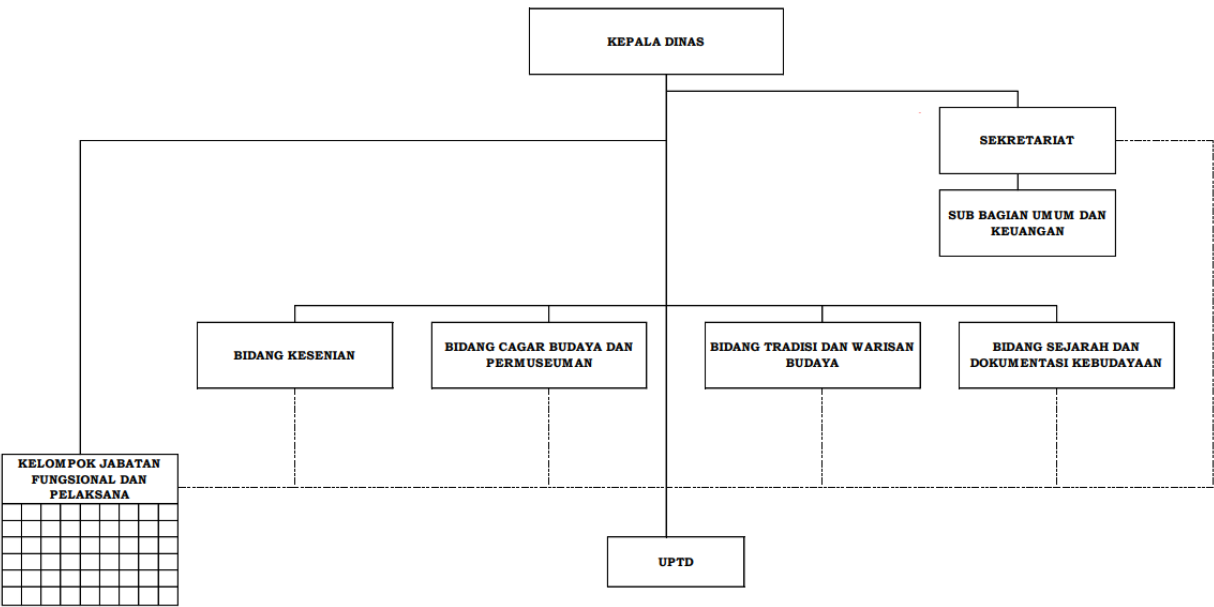 KEPALA DINAS
SEKRETARIAT
SUB BAGIAN UMUM DAN
KEUANGAN
BIDANG KESENIAN
BIDANG CAGAR BUDAYA DAN
PERMUSEUMAN
BIDANG TRADISI DAN WARISAN
BUDAYA
BIDANG SEJARAH DAN
DOKUMENTASI KEBUDAYAAN
KELOMPOK JABATAN
FUNGSIONAL DAN
PELAKSANA
UPTD